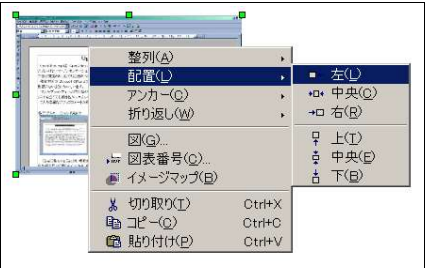 整列(A)
配置(L)
アンカー(C)
折り返し(W)
図(G)...
図表番号(C)...
イメージマップ(B)
切り取り(T) Ctrl+X
コピー(C) Ctrl+C
貼り付け(P) Ctrl+V
左(L)
中央(C)
右(R)
上(T)
中央(E)
下(B)